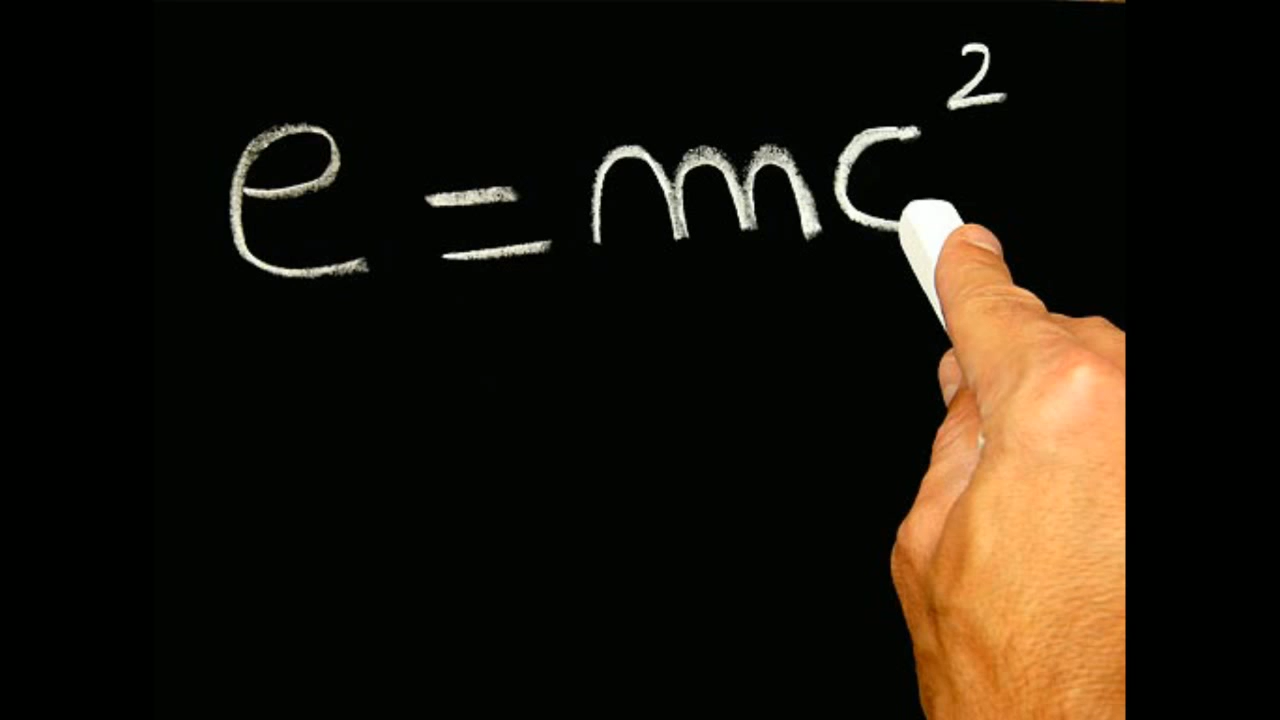 e = mc²